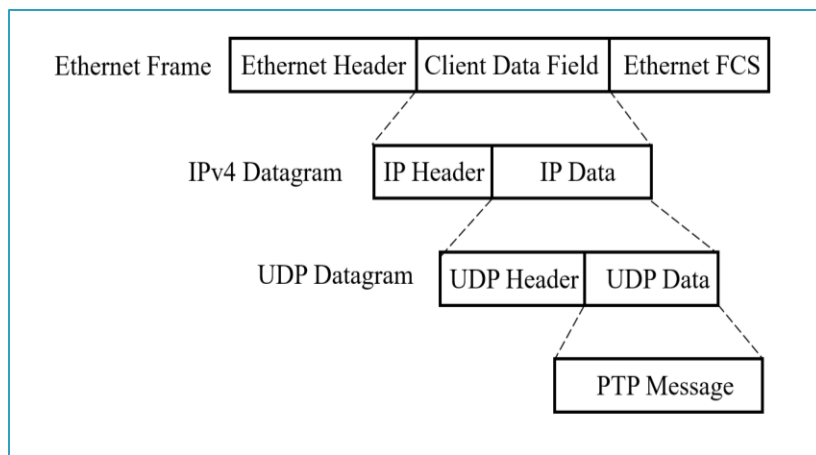 Ethernet Frame Ethernet Header Client Data Field Ethernet FCS
IPv4 Datagram IP Header IP Data
UDP Datagram UDP Header UDP Data
PTP Message